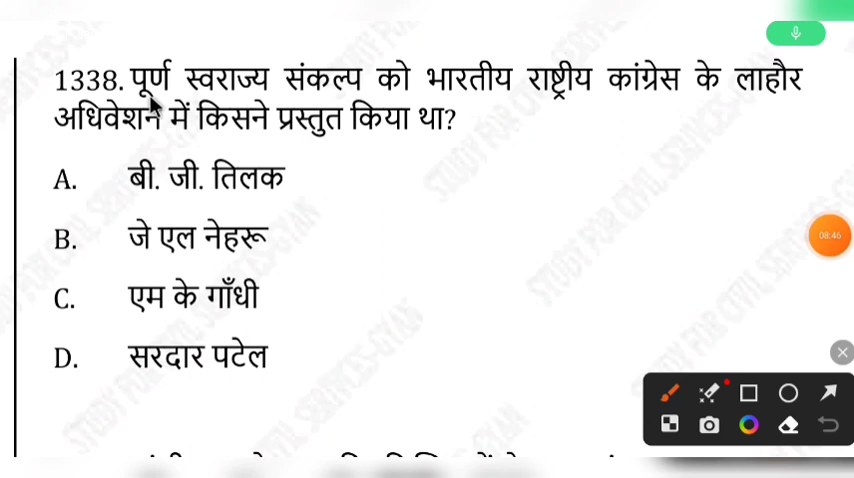 1338. पूर्ण स्वराज्य संकल्प को भारतीय राष्ट्रीय कांग्रेस के लाहौर
अधिवेशन में किसने प्रस्तुत किया था?
A. बी. जी. तिलक
B. जे एल नेहरू
08:46
C. एम के गाँधी
D. सरदार पटेल